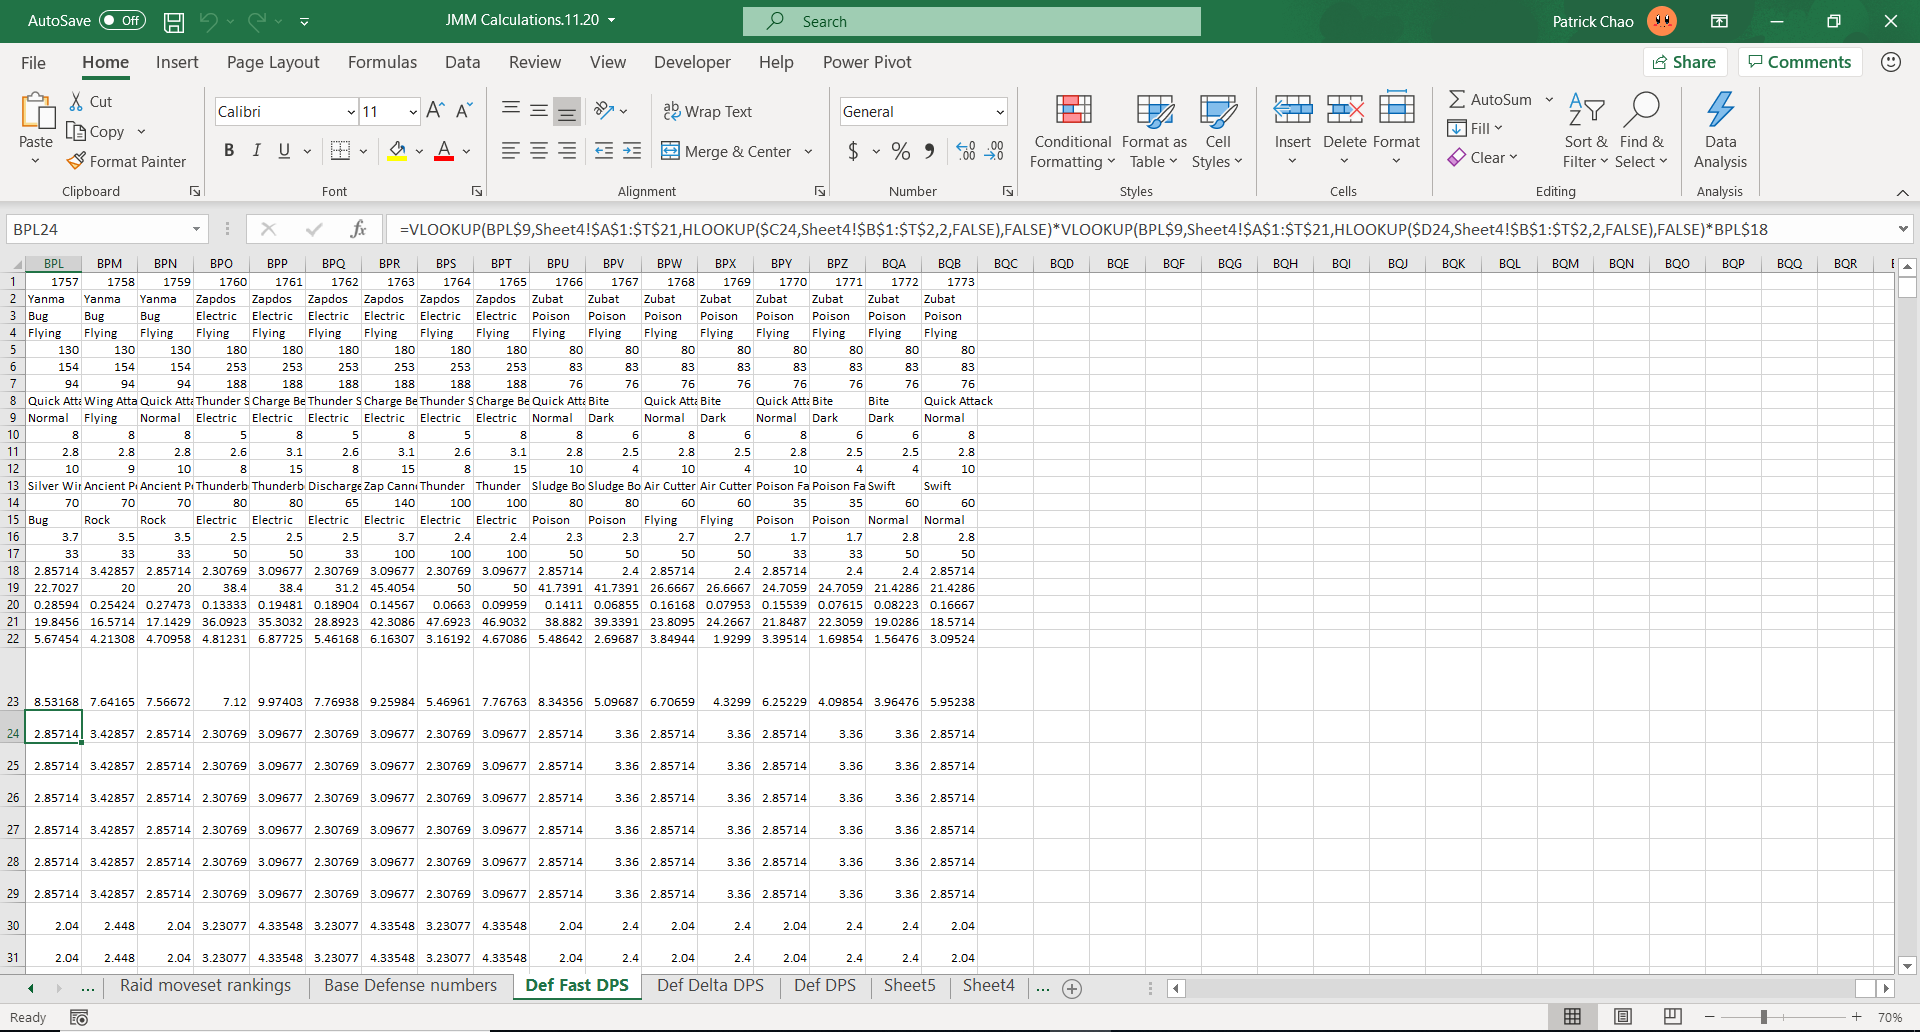 AutoSave Off JMM Calculations.11.20 Search Patrick Chao
File Home Insert Page Layout Formulas Data Review View Developer Help Power Pivot Share Comments
Paste Cut Copy Format Painter
Calibri 11
B I U A
Wrap Text
Merge & Center
General
$ % 9
Conditional Formatting Format as Table Cell Styles
Insert Delete Format
AutoSum Fill Clear
Sort & Filter Find & Select
Data Analysis
Clipboard Font Alignment Number Styles Cells Editing Analysis
BPL24 fx =VLOOKUP(BPL$9,Sheet4!$A$1:$T$21,HLOOKUP($C24,Sheet4!$B$1:$T$2,2,FALSE),FALSE)*VLOOKUP(BPL$9,Sheet4!$A$1:$T$21,HLOOKUP($D24,Sheet4!$B$1:$T$2,2,FALSE),FALSE)*BPL$18
BPL BPM BPN BPO BPP BPQ BPR BPS BPT BPU BPV BPW BPX BPY BPZ BQA BQB BQC BQD BQE BQF BQG BQH BQI BQJ BQK BQL BQM BQN BQO BQP BQQ BQR
1 1757 1758 1759 1760 1761 1762 1763 1764 1765 1766 1767 1768 1769 1770 1771 1772 1773
2 Yanma Yanma Yanma Zapdos Zapdos Zapdos Zapdos Zapdos Zapdos Zubat Zubat Zubat Zubat Zubat Zubat Zubat Zubat
3 Bug Bug Bug Electric Electric Electric Electric Electric Electric Poison Poison Poison Poison Poison Poison Poison Poison
4 Flying Flying Flying Flying Flying Flying Flying Flying Flying Flying Flying Flying Flying Flying Flying Flying Flying
5 130 130 130 180 180 180 180 180 180 80 80 80 80 80 80 80 80
6 154 154 154 253 253 253 253 253 253 83 83 83 83 83 83 83 83
7 94 94 94 188 188 188 188 188 188 76 76 76 76 76 76 76 76
8 Quick Atta Wing Atta Quick Atta Thunder S Charge Be Thunder S Charge Be Thunder S Charge Be Quick Atta Bite Quick Atta Bite Quick Atta Bite Bite Quick Attack
9 Normal Flying Normal Electric Electric Electric Electric Electric Electric Normal Dark Normal Dark Normal Dark Dark Normal
10 8 8 8 5 8 5 8 5 8 8 6 8 6 8 6 6 8
11 2.8 2.8 2.8 2.6 3.1 2.6 3.1 2.6 3.1 2.8 2.5 2.8 2.5 2.8 2.5 2.5 2.8
12 10 9 10 8 15 8 15 8 15 10 4 10 4 10 4 4 10
13 Silver Wir Ancient Po Ancient Po Thunderb Thunderb Discharge Zap Cann Thunder Thunder Sludge Bo Sludge Bo Air Cutter Air Cutter Poison Fa Poison Fa Swift Swift
14 70 70 70 80 80 65 140 100 100 80 80 60 60 35 35 60 60
15 Bug Rock Rock Electric Electric Electric Electric Electric Electric Poison Poison Flying Flying Poison Poison Normal Normal
16 3.7 3.5 3.5 2.5 2.5 2.5 3.7 2.4 2.4 2.3 2.3 2.7 2.7 1.7 1.7 2.8 2.8
17 33 33 33 50 50 33 100 100 100 50 50 50 50 33 33 50 50
18 2.85714 3.42857 2.85714 2.30769 3.09677 2.30769 3.09677 2.30769 3.09677 2.85714 2.4 2.85714 2.4 2.85714 2.4 2.4 2.85714
19 22.7027 20 20 38.4 38.4 31.2 45.4054 50 50 41.7391 41.7391 26.6667 26.6667 24.7059 24.7059 21.4286 21.4286
20 0.28594 0.25424 0.27473 0.13333 0.19481 0.18904 0.14567 0.0663 0.09959 0.1411 0.06855 0.16168 0.07953 0.15539 0.07615 0.08223 0.16667
21 19.8456 16.5714 17.1429 36.0923 35.3032 28.8923 42.3086 47.6923 46.9032 38.882 39.3391 23.8095 24.2667 21.8487 22.3059 19.0286 18.5714
22 5.67454 4.21308 4.70958 4.81231 6.87725 5.46168 6.16307 3.16192 4.67086 5.48642 2.69687 3.84944 1.9299 3.39514 1.69854 1.56476 3.09524
23 8.53168 7.64165 7.56672 7.12 9.97403 7.76938 9.25984 5.46961 7.76763 8.34356 5.09687 6.70659 4.3299 6.25229 4.09854 3.96476 5.95238
24 2.85714 3.42857 2.85714 2.30769 3.09677 2.30769 3.09677 2.30769 3.09677 2.85714 3.36 2.85714 3.36 2.85714 3.36 3.36 2.85714
25 2.85714 3.42857 2.85714 2.30769 3.09677 2.30769 3.09677 2.30769 3.09677 2.85714 3.36 2.85714 3.36 2.85714 3.36 3.36 2.85714
26 2.85714 3.42857 2.85714 2.30769 3.09677 2.30769 3.09677 2.30769 3.09677 2.85714 3.36 2.85714 3.36 2.85714 3.36 3.36 2.85714
27 2.85714 3.42857 2.85714 2.30769 3.09677 2.30769 3.09677 2.30769 3.09677 2.85714 3.36 2.85714 3.36 2.85714 3.36 3.36 2.85714
28 2.85714 3.42857 2.85714 2.30769 3.09677 2.30769 3.09677 2.30769 3.09677 2.85714 3.36 2.85714 3.36 2.85714 3.36 3.36 2.85714
29 2.85714 3.42857 2.85714 2.30769 3.09677 2.30769 3.09677 2.30769 3.09677 2.85714 3.36 2.85714 3.36 2.85714 3.36 3.36 2.85714
30 2.04 2.448 2.04 3.23077 4.33548 3.23077 4.33548 3.23077 4.33548 2.04 2.4 2.04 2.4 2.04 2.4 2.4 2.04
31 2.04 2.448 2.04 3.23077 4.33548 3.23077 4.33548 3.23077 4.33548 2.04 2.4 2.04 2.4 2.04 2.4 2.4 2.04
... Raid moveset rankings Base Defense numbers Def Fast DPS Def Delta DPS Def DPS Sheet5 Sheet4 ...
Ready 70%